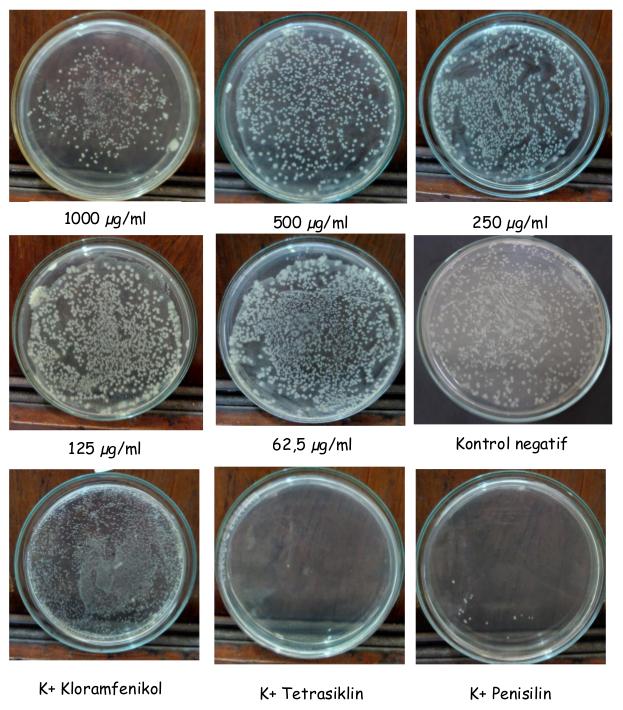 1000 µg/ml
500 µg/ml
250 µg/ml
125 µg/ml
62,5 µg/ml
Kontrol negatif
K+ Kloramfenikol
K+ Tetrasiklin
K+ Penisilin